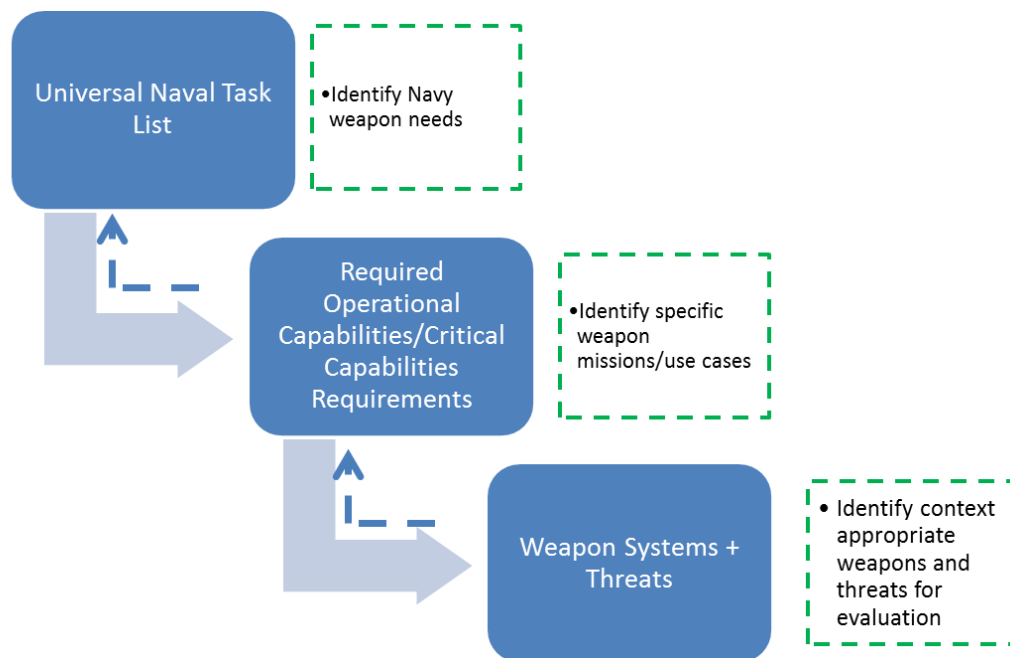 Universal Naval Task
List
•Identify Navy
weapon needs
Required
Operational
Capabilities/Critical
Capabilities
Requirements
•Identify specific
weapon
missions/use cases
Weapon Systems +
Threats
• Identify context
appropriate
weapons and
threats for
evaluation